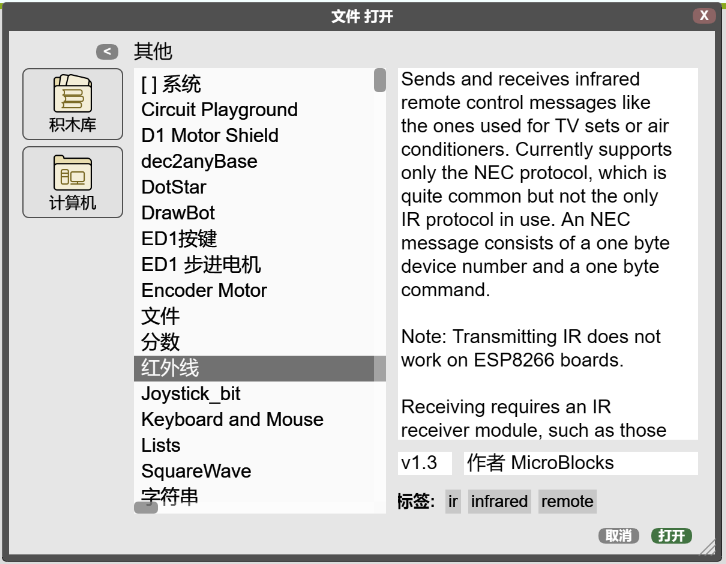 文件 打开
X
<
其他
积木库
计算机
[ ] 系统
Circuit Playground
D1 Motor Shield
dec2anyBase
DotStar
DrawBot
ED1按键
ED1 步进电机
Encoder Motor
文件
分数
红外线
Joystick_bit
Keyboard and Mouse
Lists
SquareWave
字符串
Sends and receives infrared
remote control messages like
the ones used for TV sets or air
conditioners. Currently supports
only the NEC protocol, which is
quite common but not the only
IR protocol in use. An NEC
message consists of a one byte
device number and a one byte
command.
Note: Transmitting IR does not
work on ESP8266 boards.
Receiving requires an IR
receiver module, such as those
v1.3
作者 MicroBlocks
标签: ir infrared remote
取消
打开